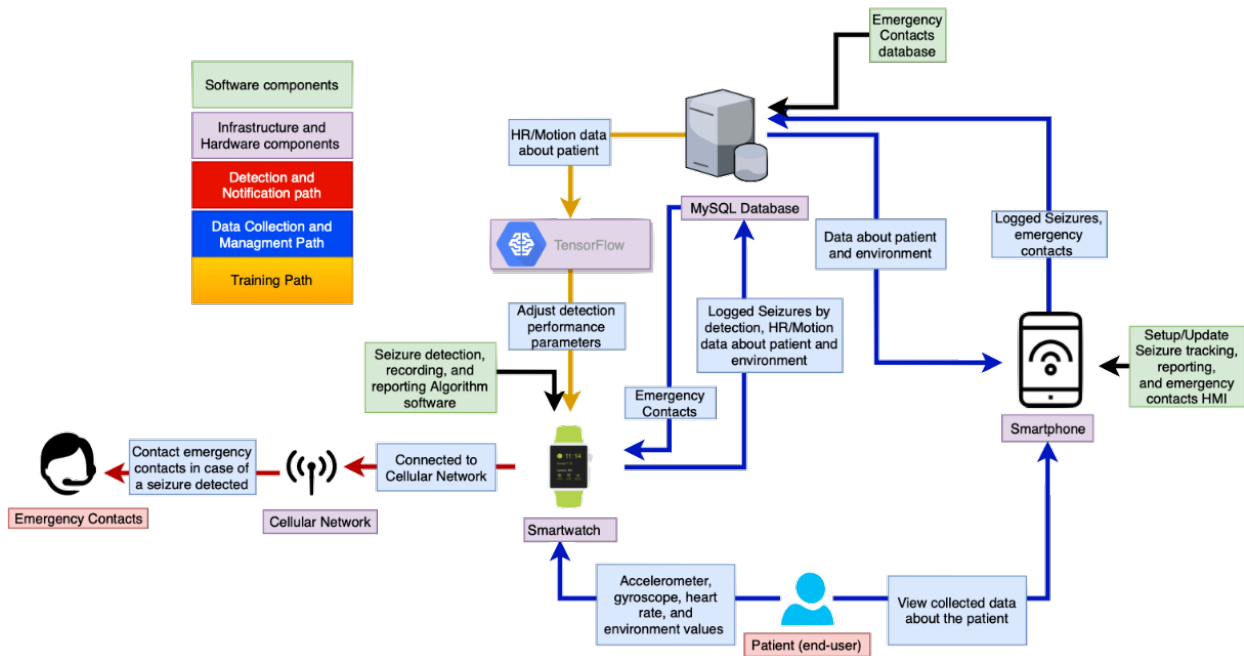 Emergency
Contacts
database
Software components
Infrastructure and
Hardware components
Detection and
Notification path
Data Collection and
Managment Path
Training Path
HR/Motion data
about patient
MySQL Database
TensorFlow
Data about patient
and environment
Logged Seizures,
emergency
contacts
Adjust detection
performance
parameters
Logged Seizures by
detection, HR/Motion
data about patient and
environment
Seizure detection,
recording, and
reporting Algorithm
software
Setup/Update
Seizure tracking,
reporting,
and emergency
contacts HMI
Emergency
Contacts
Smartphone
11:14
Contact emergency
contacts in case of
a seizure detected
Connected to
Cellular Network
Emergency Contacts
Cellular Network
Smartwatch
Accelerometer,
gyroscope, heart
rate, and
environment values
View collected data
about the patient
Patient (end-user)